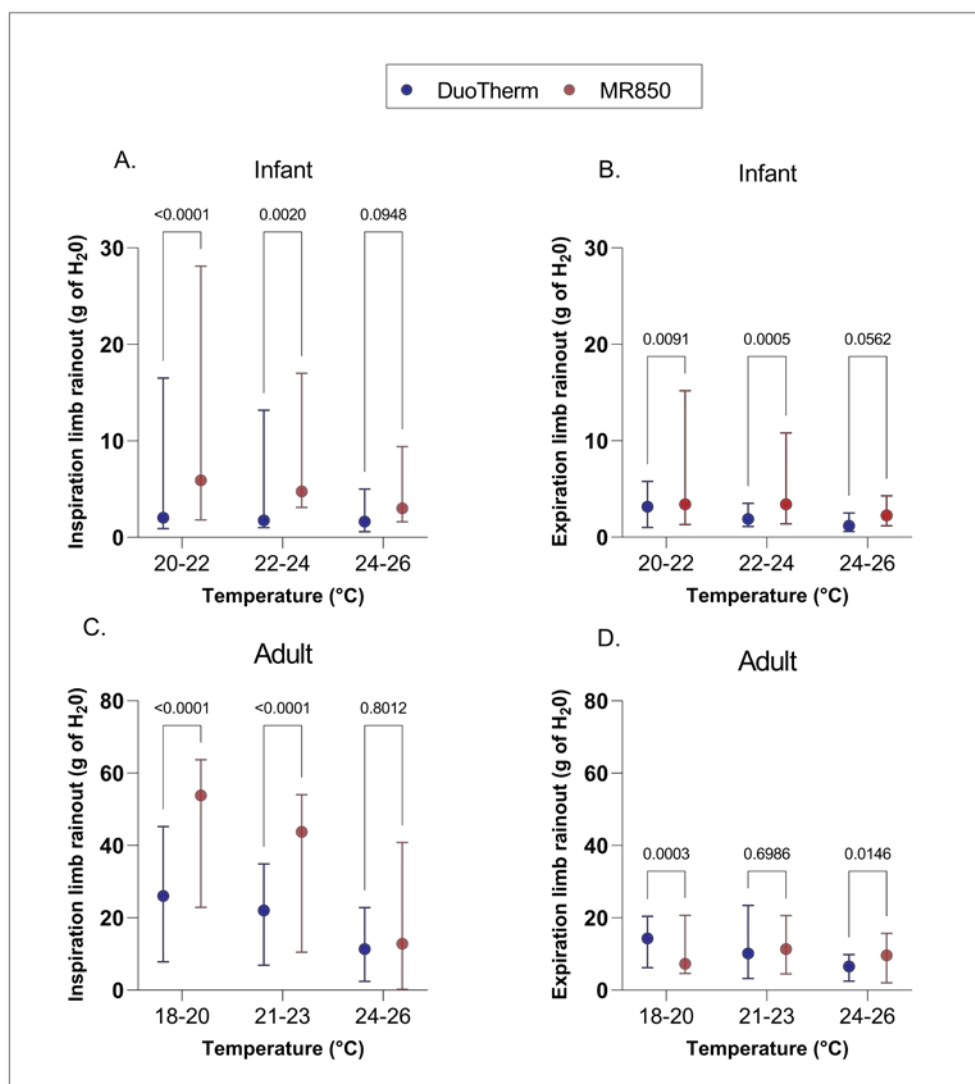 DuoTherm MR850
A.
Infant
<0.0001 0.0020 0.0948
Inspiration limb rainout (g of H₂0)
30
20
10
0
20-22 22-24 24-26
Temperature (°C)
B.
Infant
0.0091 0.0005 0.0562
Expiration limb rainout (g of H₂0)
30
20
10
0
20-22 22-24 24-26
Temperature (°C)
C.
Adult
<0.0001 <0.0001 0.8012
Inspiration limb rainout (g of H₂0)
80
60
40
20
0
18-20 21-23 24-26
Temperature (°C)
D.
Adult
0.0003 0.6986 0.0146
Expiration limb rainout (g of H₂0)
80
60
40
20
0
18-20 21-23 24-26
Temperature (°C)